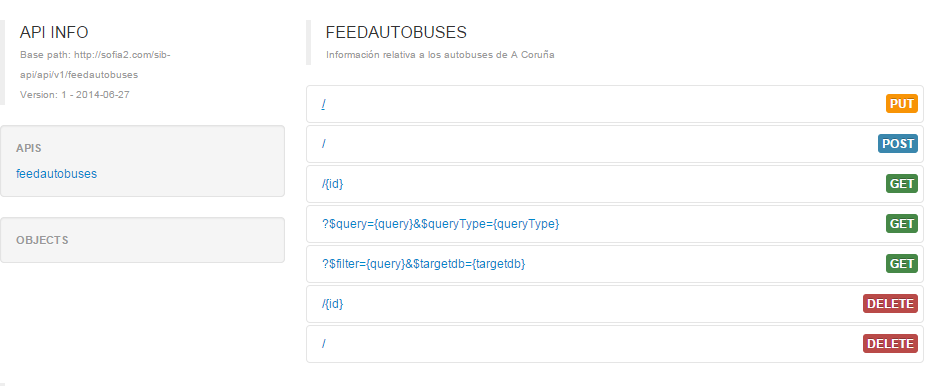 API INFO
Base path: http://sofia2.com/sib-
api/api/v1/feedautobuses
Version: 1 - 2014-06-27
APIS
feedautobuses
OBJECTS
FEEDAUTOBUSES
Información relativa a los autobuses de A Coruña
/ PUT
/ POST
/{id} GET
?$query={query}&$queryType={queryType} GET
?$filter={query}&$targetdb={targetdb} GET
/{id} DELETE
/ DELETE